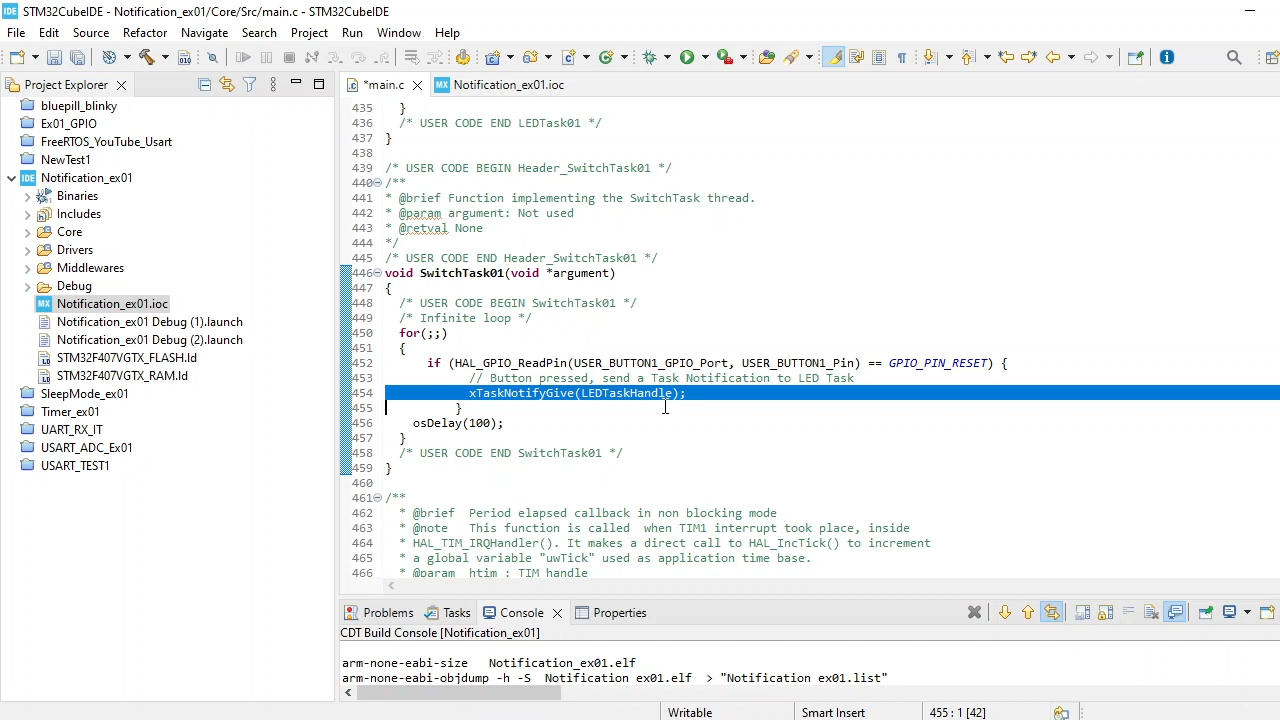 IDE STM32CubeIDE - Notification_ex01/Core/Src/main.c - STM32CubeIDE
File Edit Source Refactor Navigate Search Project Run Window Help
Project Explorer
*main.c
MX Notification_ex01.ioc
bluepill_blinky
Ex01_GPIO
FreeRTOS_YouTube_Usart
NewTest1
IDE Notification_ex01
Binaries
Includes
Core
Drivers
Middlewares
Debug
MX Notification_ex01.ioc
Notification_ex01 Debug (1).launch
Notification_ex01 Debug (2).launch
STM32F407VGTX_FLASH.ld
STM32F407VGTX_RAM.ld
SleepMode_ex01
Timer_ex01
UART_RX_IT
USART_ADC_Ex01
USART_TEST1
435 }
436 /* USER CODE END LEDTask01 */
437 }
438
439 /* USER CODE BEGIN Header_SwitchTask01 */
440 /**
441 * @brief Function implementing the SwitchTask thread.
442 * @param argument: Not used
443 * @retval None
444 */
445 /* USER CODE END Header_SwitchTask01 */
446 void SwitchTask01(void *argument)
447 {
448 /* USER CODE BEGIN SwitchTask01 */
449 /* Infinite loop */
450 for(;;)
451 {
452 if (HAL_GPIO_ReadPin(USER_BUTTON1_GPIO_Port, USER_BUTTON1_Pin) == GPIO_PIN_RESET) {
453 // Button pressed, send a Task Notification to LED Task
454 xTaskNotifyGive(LEDTaskHandle);
455 }
456 osDelay(100);
457 }
458 /* USER CODE END SwitchTask01 */
459 }
460
461 /**
462 * @brief Period elapsed callback in non blocking mode
463 * @note This function is called when TIM1 interrupt took place, inside
464 * HAL_TIM_IRQHandler(). It makes a direct call to HAL_IncTick() to increment
465 * a global variable "uwTick" used as application time base.
466 * @param htim : TIM handle
Problems Tasks Console Properties
CDT Build Console [Notification_ex01]
arm-none-eabi-size Notification_ex01.elf
arm-none-eabi-objdump -h -S Notification_ex01.elf > "Notification_ex01.list"
Writable Smart Insert 455 : 1 [42]